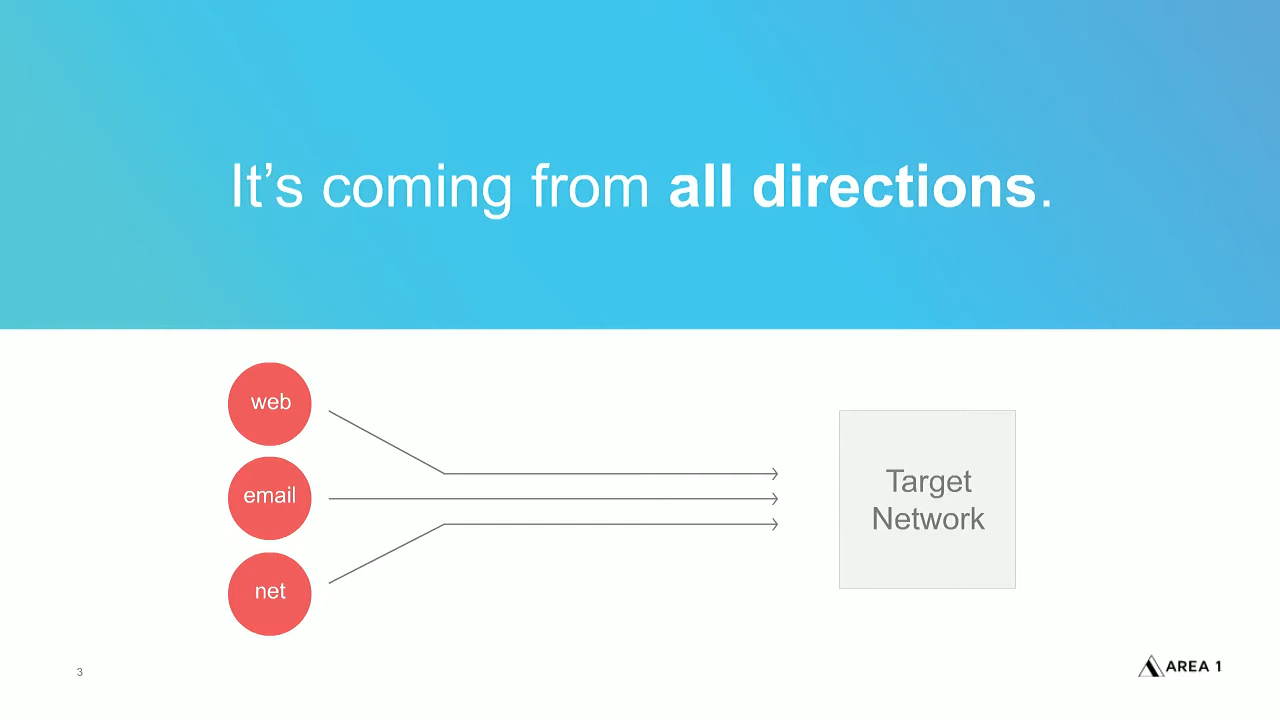 It’s coming from all directions.
web
email
net
Target
Network
3
AREA 1